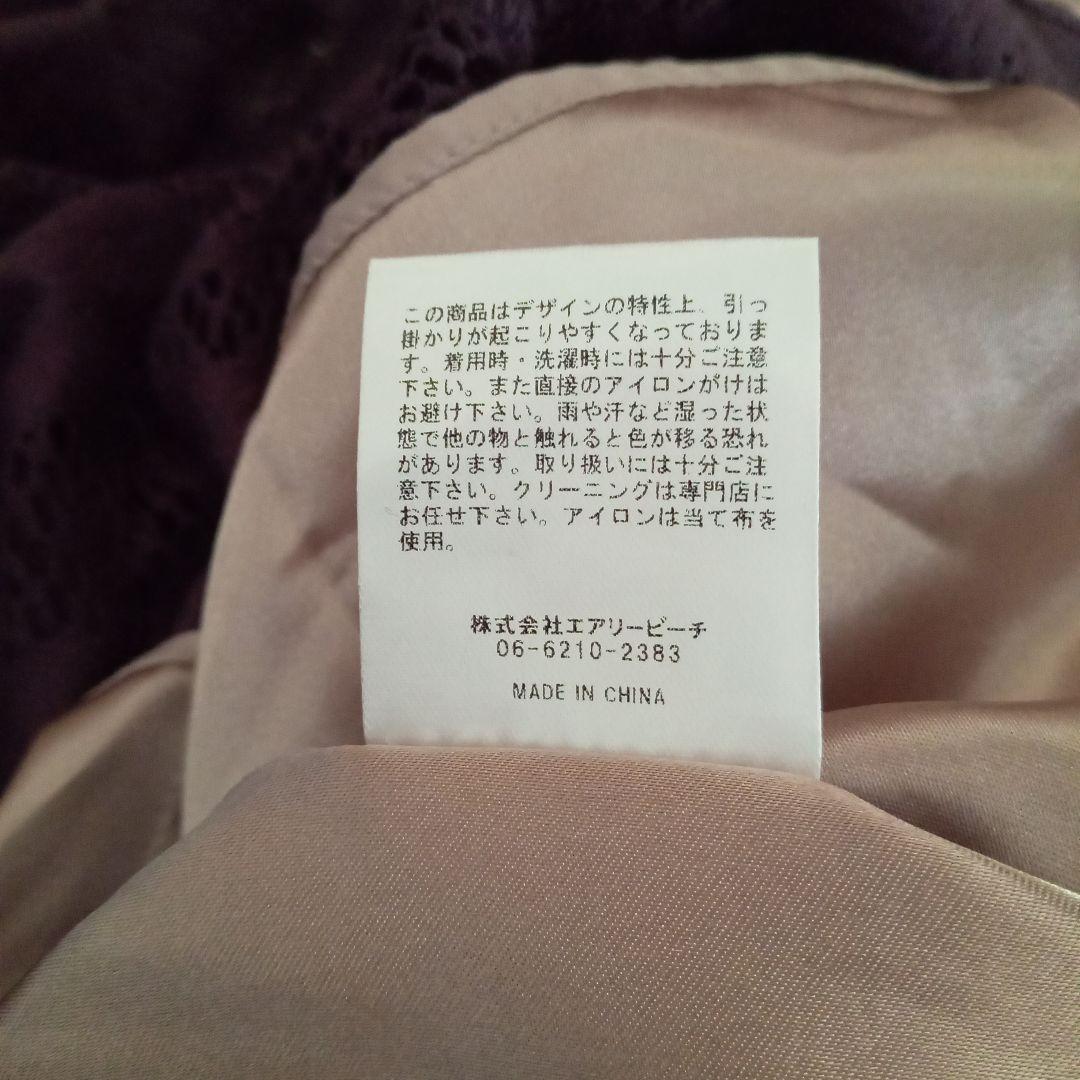 この商品はデザインの特性上、引っ
掛かりが起こりやすくなっておりま
す。着用時・洗濯時には十分ご注意
下さい。また直接のアイロンがけは
お避け下さい。雨や汗など湿った状
態で他の物と触れると色が移る恐れ
があります。取り扱いには十分ご注
意下さい。クリーニングは専門店に
お任せ下さい。アイロンは当て布を
使用。
株式会社エアリービーチ
06-6210-2383
MADE IN CHINA